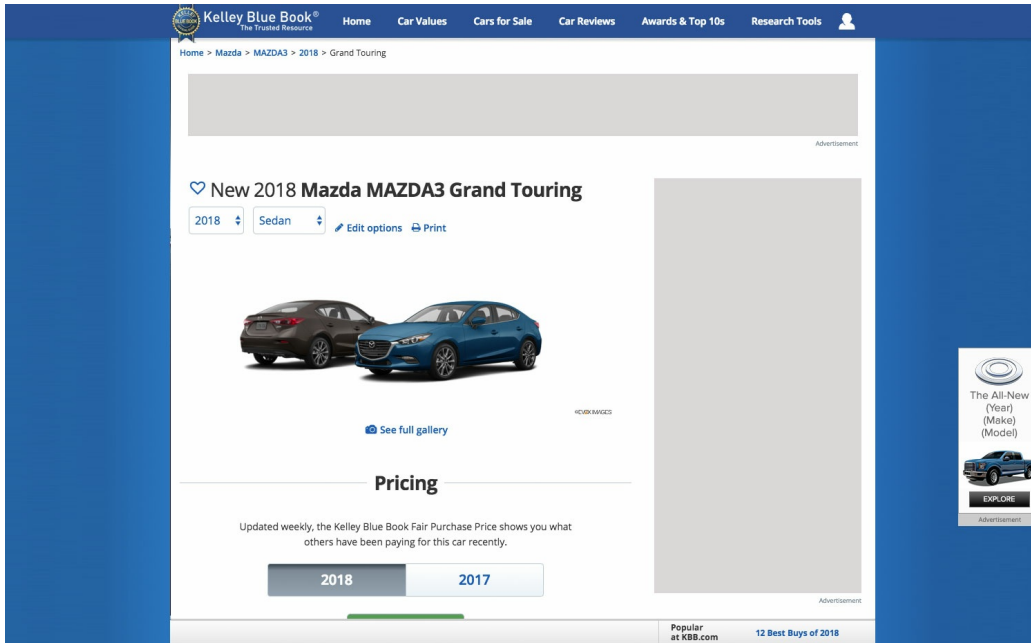 Kelley Blue Book®
The Trusted Resource
Home Car Values Cars for Sale Car Reviews Awards & Top 10s Research Tools
Home > Mazda > MAZDA3 > 2018 > Grand Touring
Advertisement
New 2018 Mazda MAZDA3 Grand Touring
2018 Sedan Edit options Print
©EVOX IMAGES
See full gallery
Pricing
Updated weekly, the Kelley Blue Book Fair Purchase Price shows you what
others have been paying for this car recently.
2018 2017
Advertisement
The All-New
(Year)
(Make)
(Model)
EXPLORE
Advertisement
Popular
at KBB.com
12 Best Buys of 2018